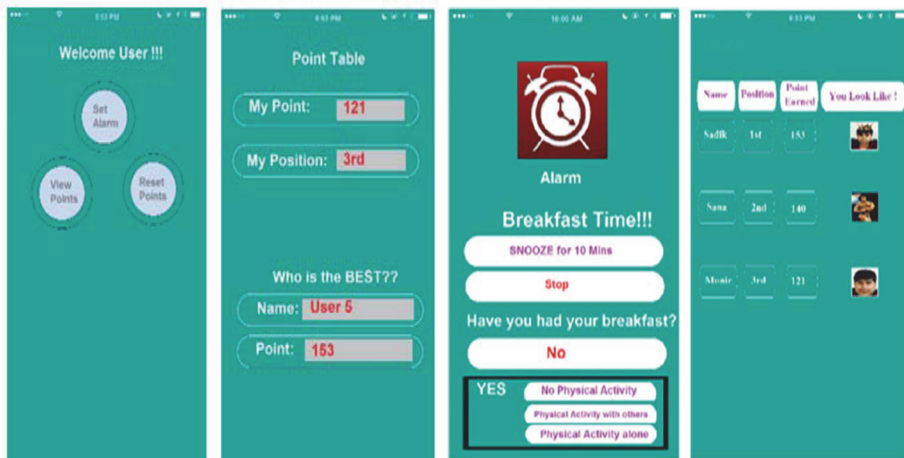 Welcome User !!!
Set
Alarm
View
Points
Reset
Points
Point Table
My Point: 121
My Position: 3rd
Who is the BEST??
Name: User 5
Point: 153
10:00 AM
Alarm
Breakfast Time!!!
SNOOZE for 10 Mins
Stop
Have you had your breakfast?
No
YES
No Physical Activity
Physical Activity with others
Physical Activity alone
Name Position Point Earned You Look Like !
Sadik 1st 153
Sana 2nd 140
3rd 121